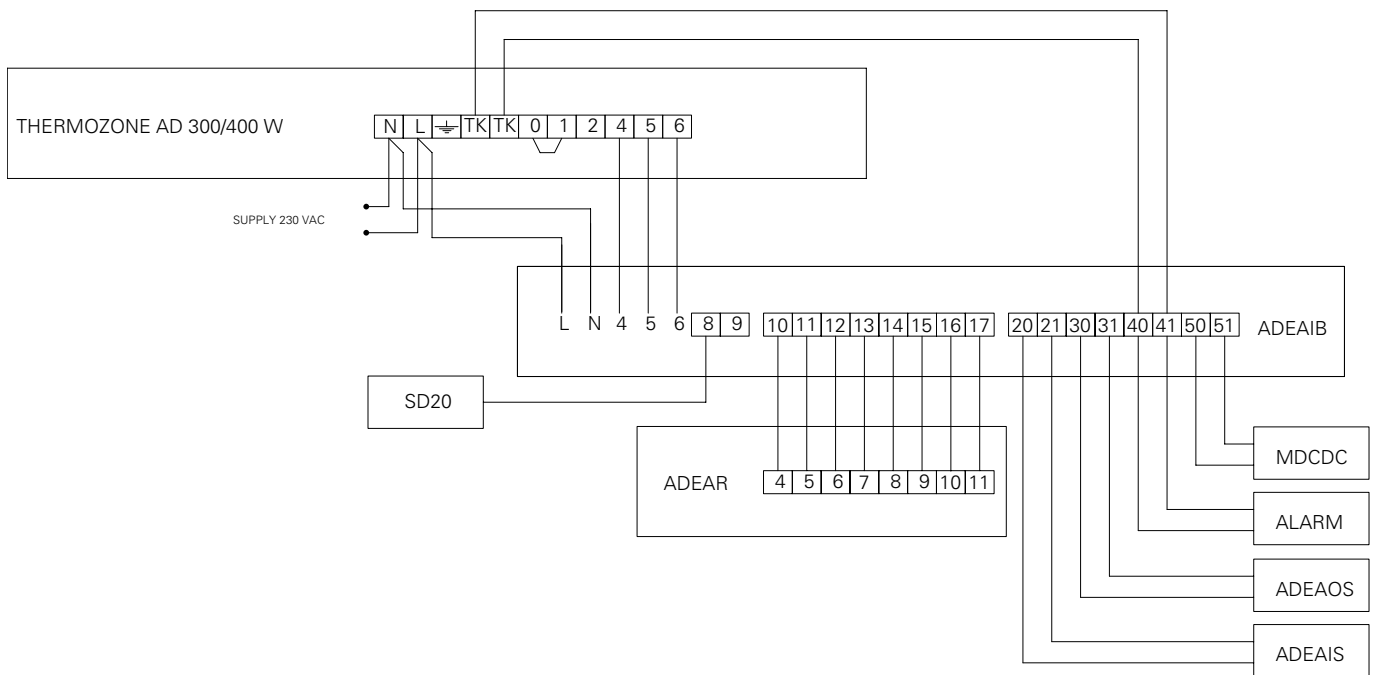 THERMOZONE AD 300/400 W
N L TK TK 0 1 2 4 5 6
SUPPLY 230 VAC
L N 4 5 6 8 9 10 11 12 13 14 15 16 17 20 21 30 31 40 41 50 51 ADEAIB
SD20
ADEAR 4 5 6 7 8 9 10 11
MDCDC
ALARM
ADEAOS
ADEAIS